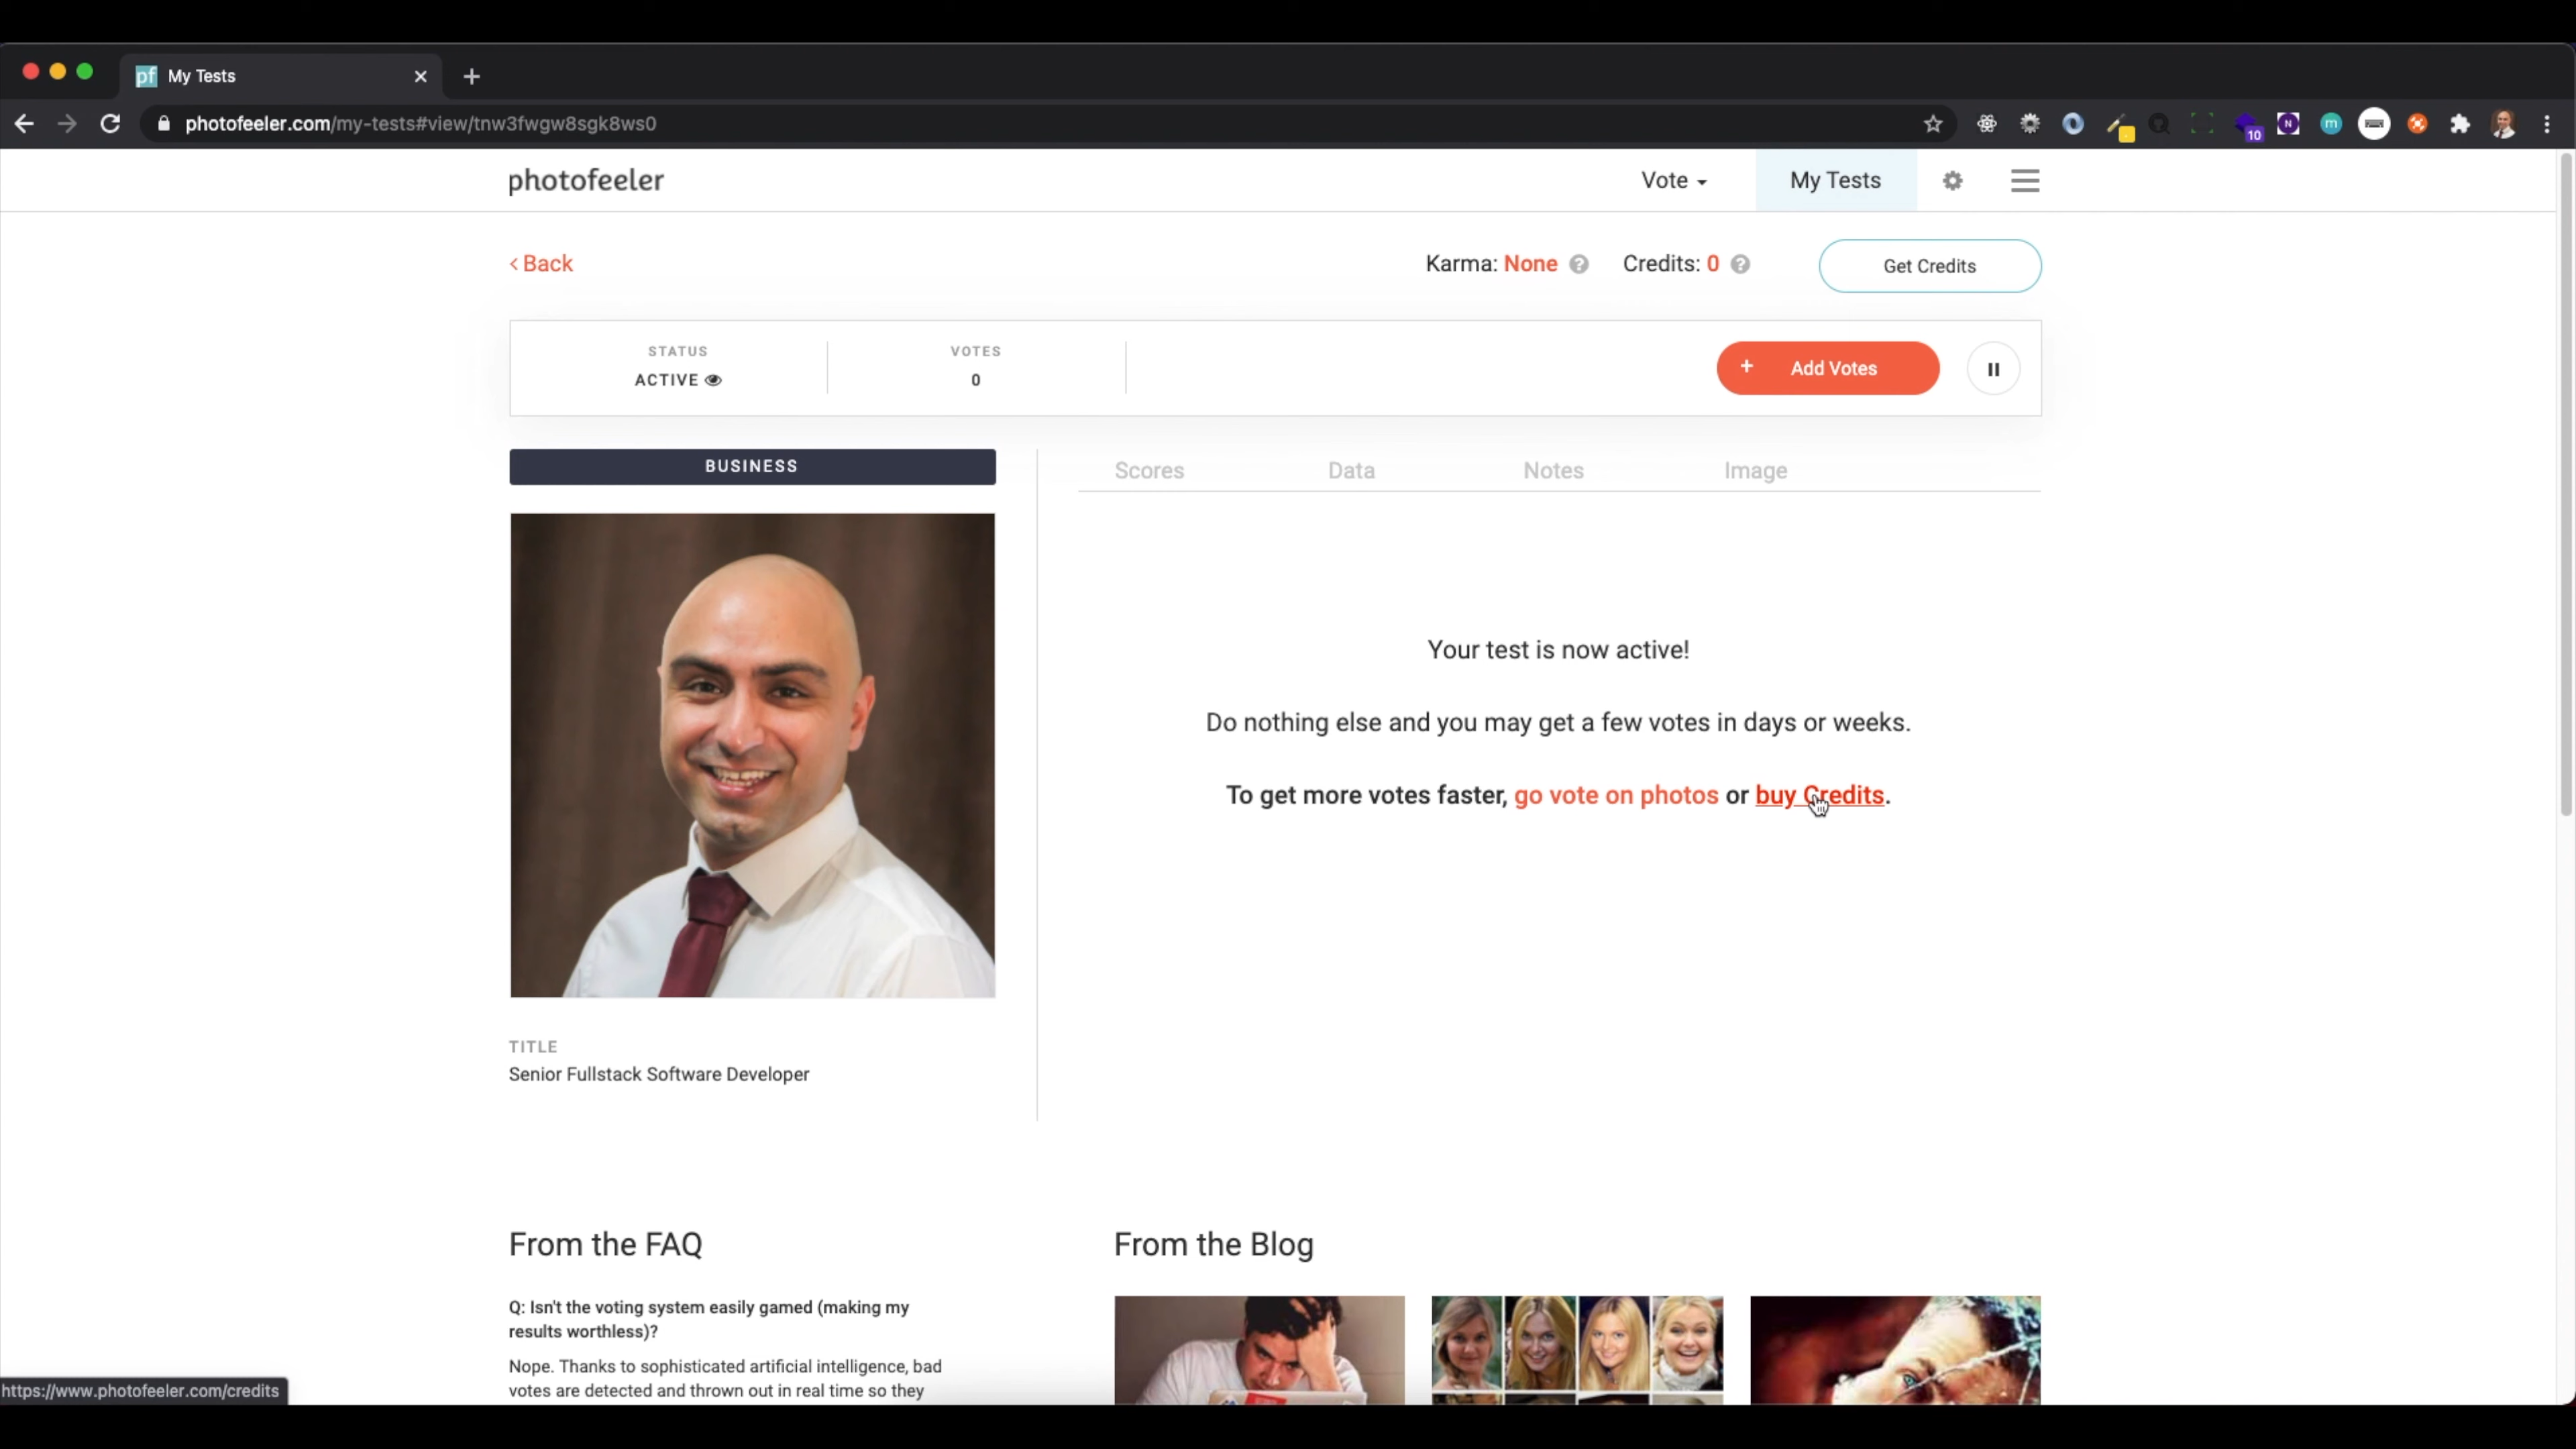 pf My Tests
photofeeler.com/my-tests#view/tnw3fwgw8sgk8ws0
10
N
m
photofeeler
Vote
My Tests
< Back
Karma: None ?
Credits: 0 ?
Get Credits
STATUS
ACTIVE
VOTES
0
+ Add Votes
BUSINESS
Scores
Data
Notes
Image
Your test is now active!
Do nothing else and you may get a few votes in days or weeks.
To get more votes faster, go vote on photos or buy Credits.
TITLE
Senior Fullstack Software Developer
From the FAQ
Q: Isn't the voting system easily gamed (making my
results worthless)?
Nope. Thanks to sophisticated artificial intelligence, bad
votes are detected and thrown out in real time so they
From the Blog
https://www.photofeeler.com/credits